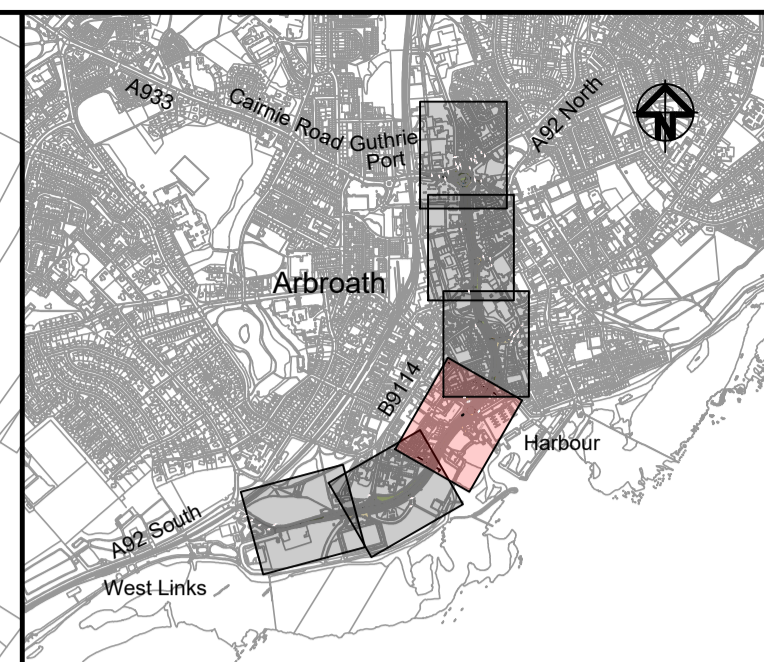 A933
Cairnie Road
Guthrie
Port
A92 North
N
Arbroath
B9114
Harbour
A92 South
West Links